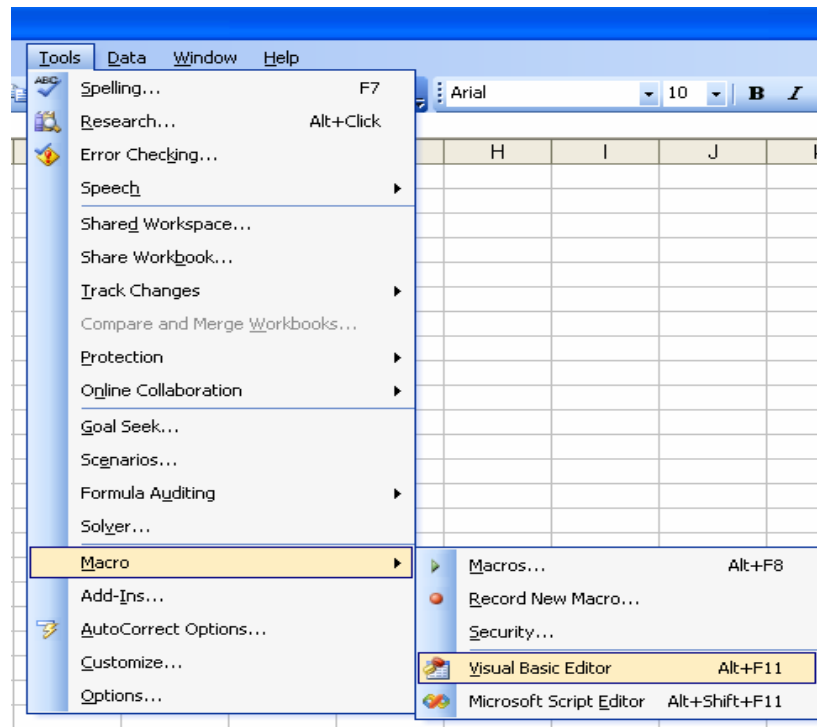 Tools Data Window Help
ABC Spelling... F7
Arial 10 B I
Research... Alt+Click
Error Checking...
H I J
Speech
Shared Workspace...
Share Workbook...
Track Changes
Compare and Merge Workbooks...
Protection
Online Collaboration
Goal Seek...
Scenarios...
Formula Auditing
Solver...
Macro
Add-Ins...
AutoCorrect Options...
Customize...
Options...
Macros... Alt+F8
Record New Macro...
Security...
Visual Basic Editor Alt+F11
Microsoft Script Editor Alt+Shift+F11